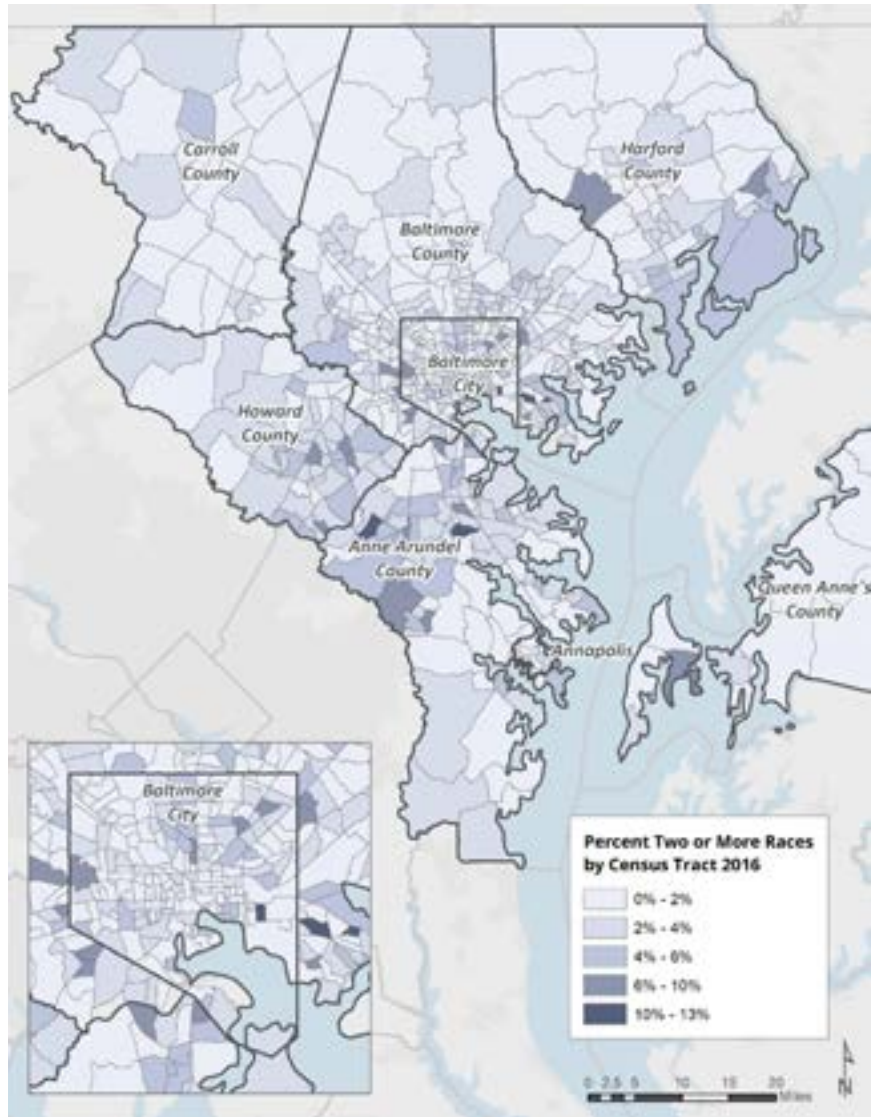 Carroll
County
Harford
County
Baltimore
County
Baltimore
City
Howard
County
Anne Arundel
County
Queen Anne's
County
Annapolis
Baltimore
City
Percent Two or More Races
by Census Tract 2016
0% - 2%
2% - 4%
4% - 6%
6% - 10%
10% - 13%
N
0 2.5 5 10 15 20
Miles